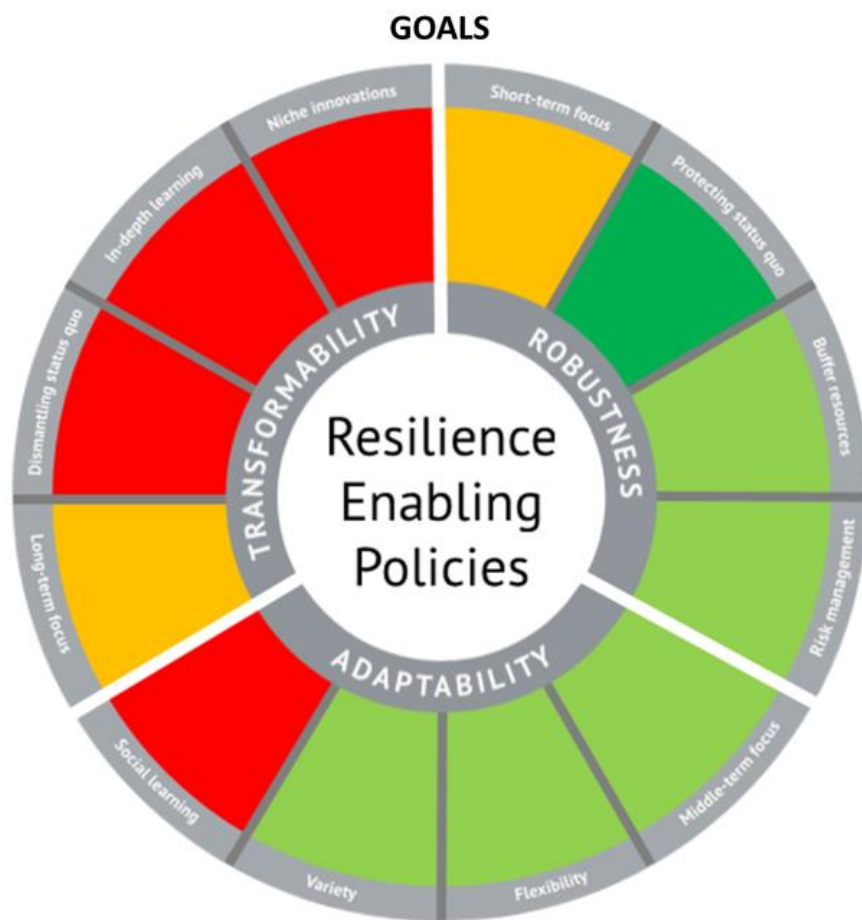 GOALS
Niche innovations
Short-term focus
In-depth learning
Protecting status quo
Dismantling status quo
Buffer resources
TRANSFORMABILITY
ROBUSTNESS
Resilience
Enabling
Policies
Long-term focus
Risk management
ADAPTABILITY
Social learning
Middle-term focus
Variety
Flexibility